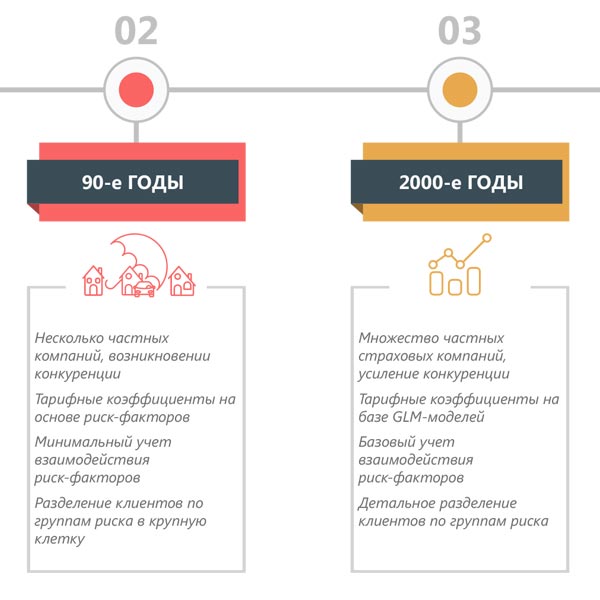 02
90-е ГОДЫ
Несколько частных
компаний, возникновении
конкуренции
Тарифные коэффициенты на
основе риск-факторов
Минимальный учет
взаимодействия
риск-факторов
Разделение клиентов по
группам риска в крупную
клетку
03
2000-е ГОДЫ
Множество частных
страховых компаний,
усиление конкуренции
Тарифные коэффициенты на
базе GLM-моделей
Базовый учет
взаимодействия
риск-факторов
Детальное разделение
клиентов по группам риска